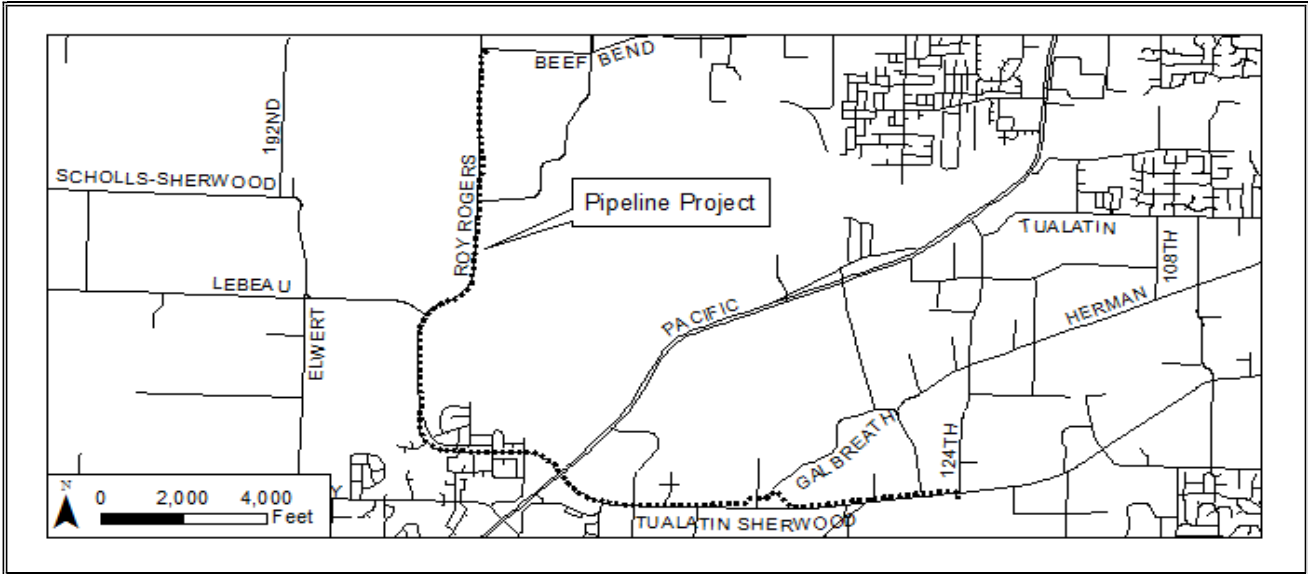 BEEF BEND
192ND
SCHOLLS-SHERWOOD
ROY ROGERS
Pipeline Project
TUALATIN
108TH
LEBEAU
PACIFIC
HERMAN
ELWERT
GALBREATH
124TH
N
0 2,000 4,000
Feet
Y
TUALATIN SHERWOOD